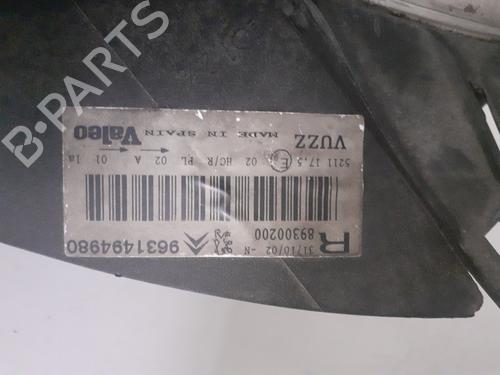 B-PARTS
VUZZ MADE IN SPAIN Valeo
5211 17.5 E 02 HC/R PL 02 A 01 1a
R 89300200 9631494980
31/10/02 -N